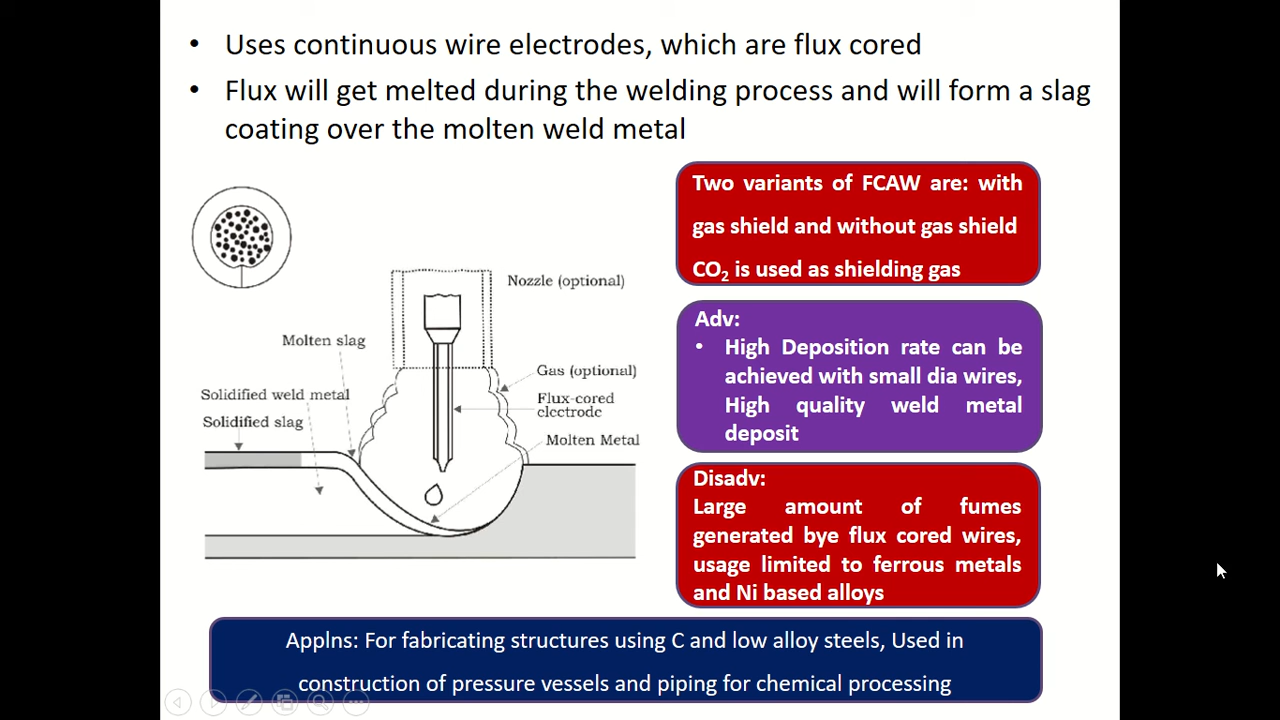 • Uses continuous wire electrodes, which are flux cored
• Flux will get melted during the welding process and will form a slag
coating over the molten weld metal
Two variants of FCAW are: with
gas shield and without gas shield
CO₂ is used as shielding gas
Nozzle (optional)
Molten slag
Gas (optional)
Solidified weld metal
Flux-cored
electrode
Solidified slag
Molten Metal
Adv:
• High Deposition rate can be
achieved with small dia wires,
High quality weld metal
deposit
Disadv:
Large amount of fumes
generated bye flux cored wires,
usage limited to ferrous metals
and Ni based alloys
Applns: For fabricating structures using C and low alloy steels, Used in
construction of pressure vessels and piping for chemical processing